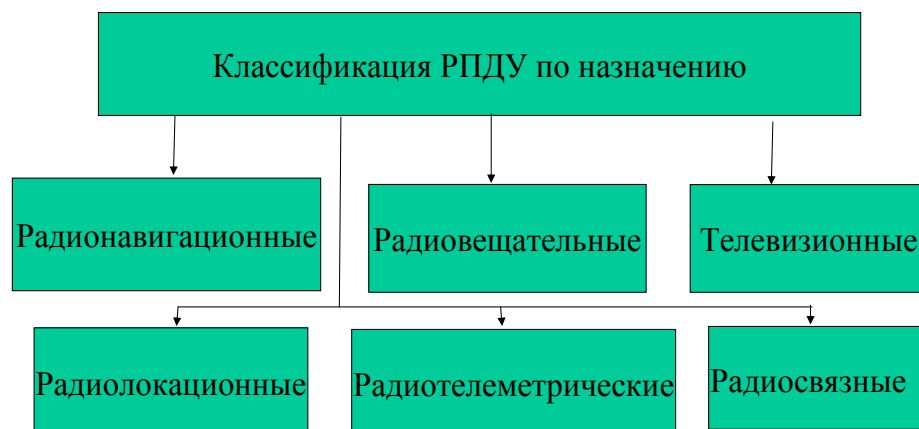 Классификация РПДУ по назначению
Радионавигационные
Радиовещательные
Телевизионные
Радиолокационные
Радиотелеметрические
Радиосвязные